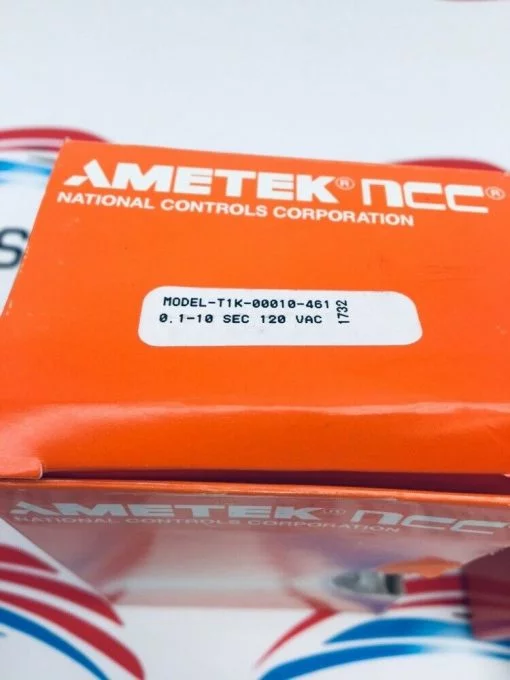 AMETEK® NCC®
NATIONAL CONTROLS CORPORATION
MODEL-T1K-00010-461
0.1-10 SEC 120 VAC
1732
S
AMETEK® NCC
NATIONAL CONTROLS CORPORATION